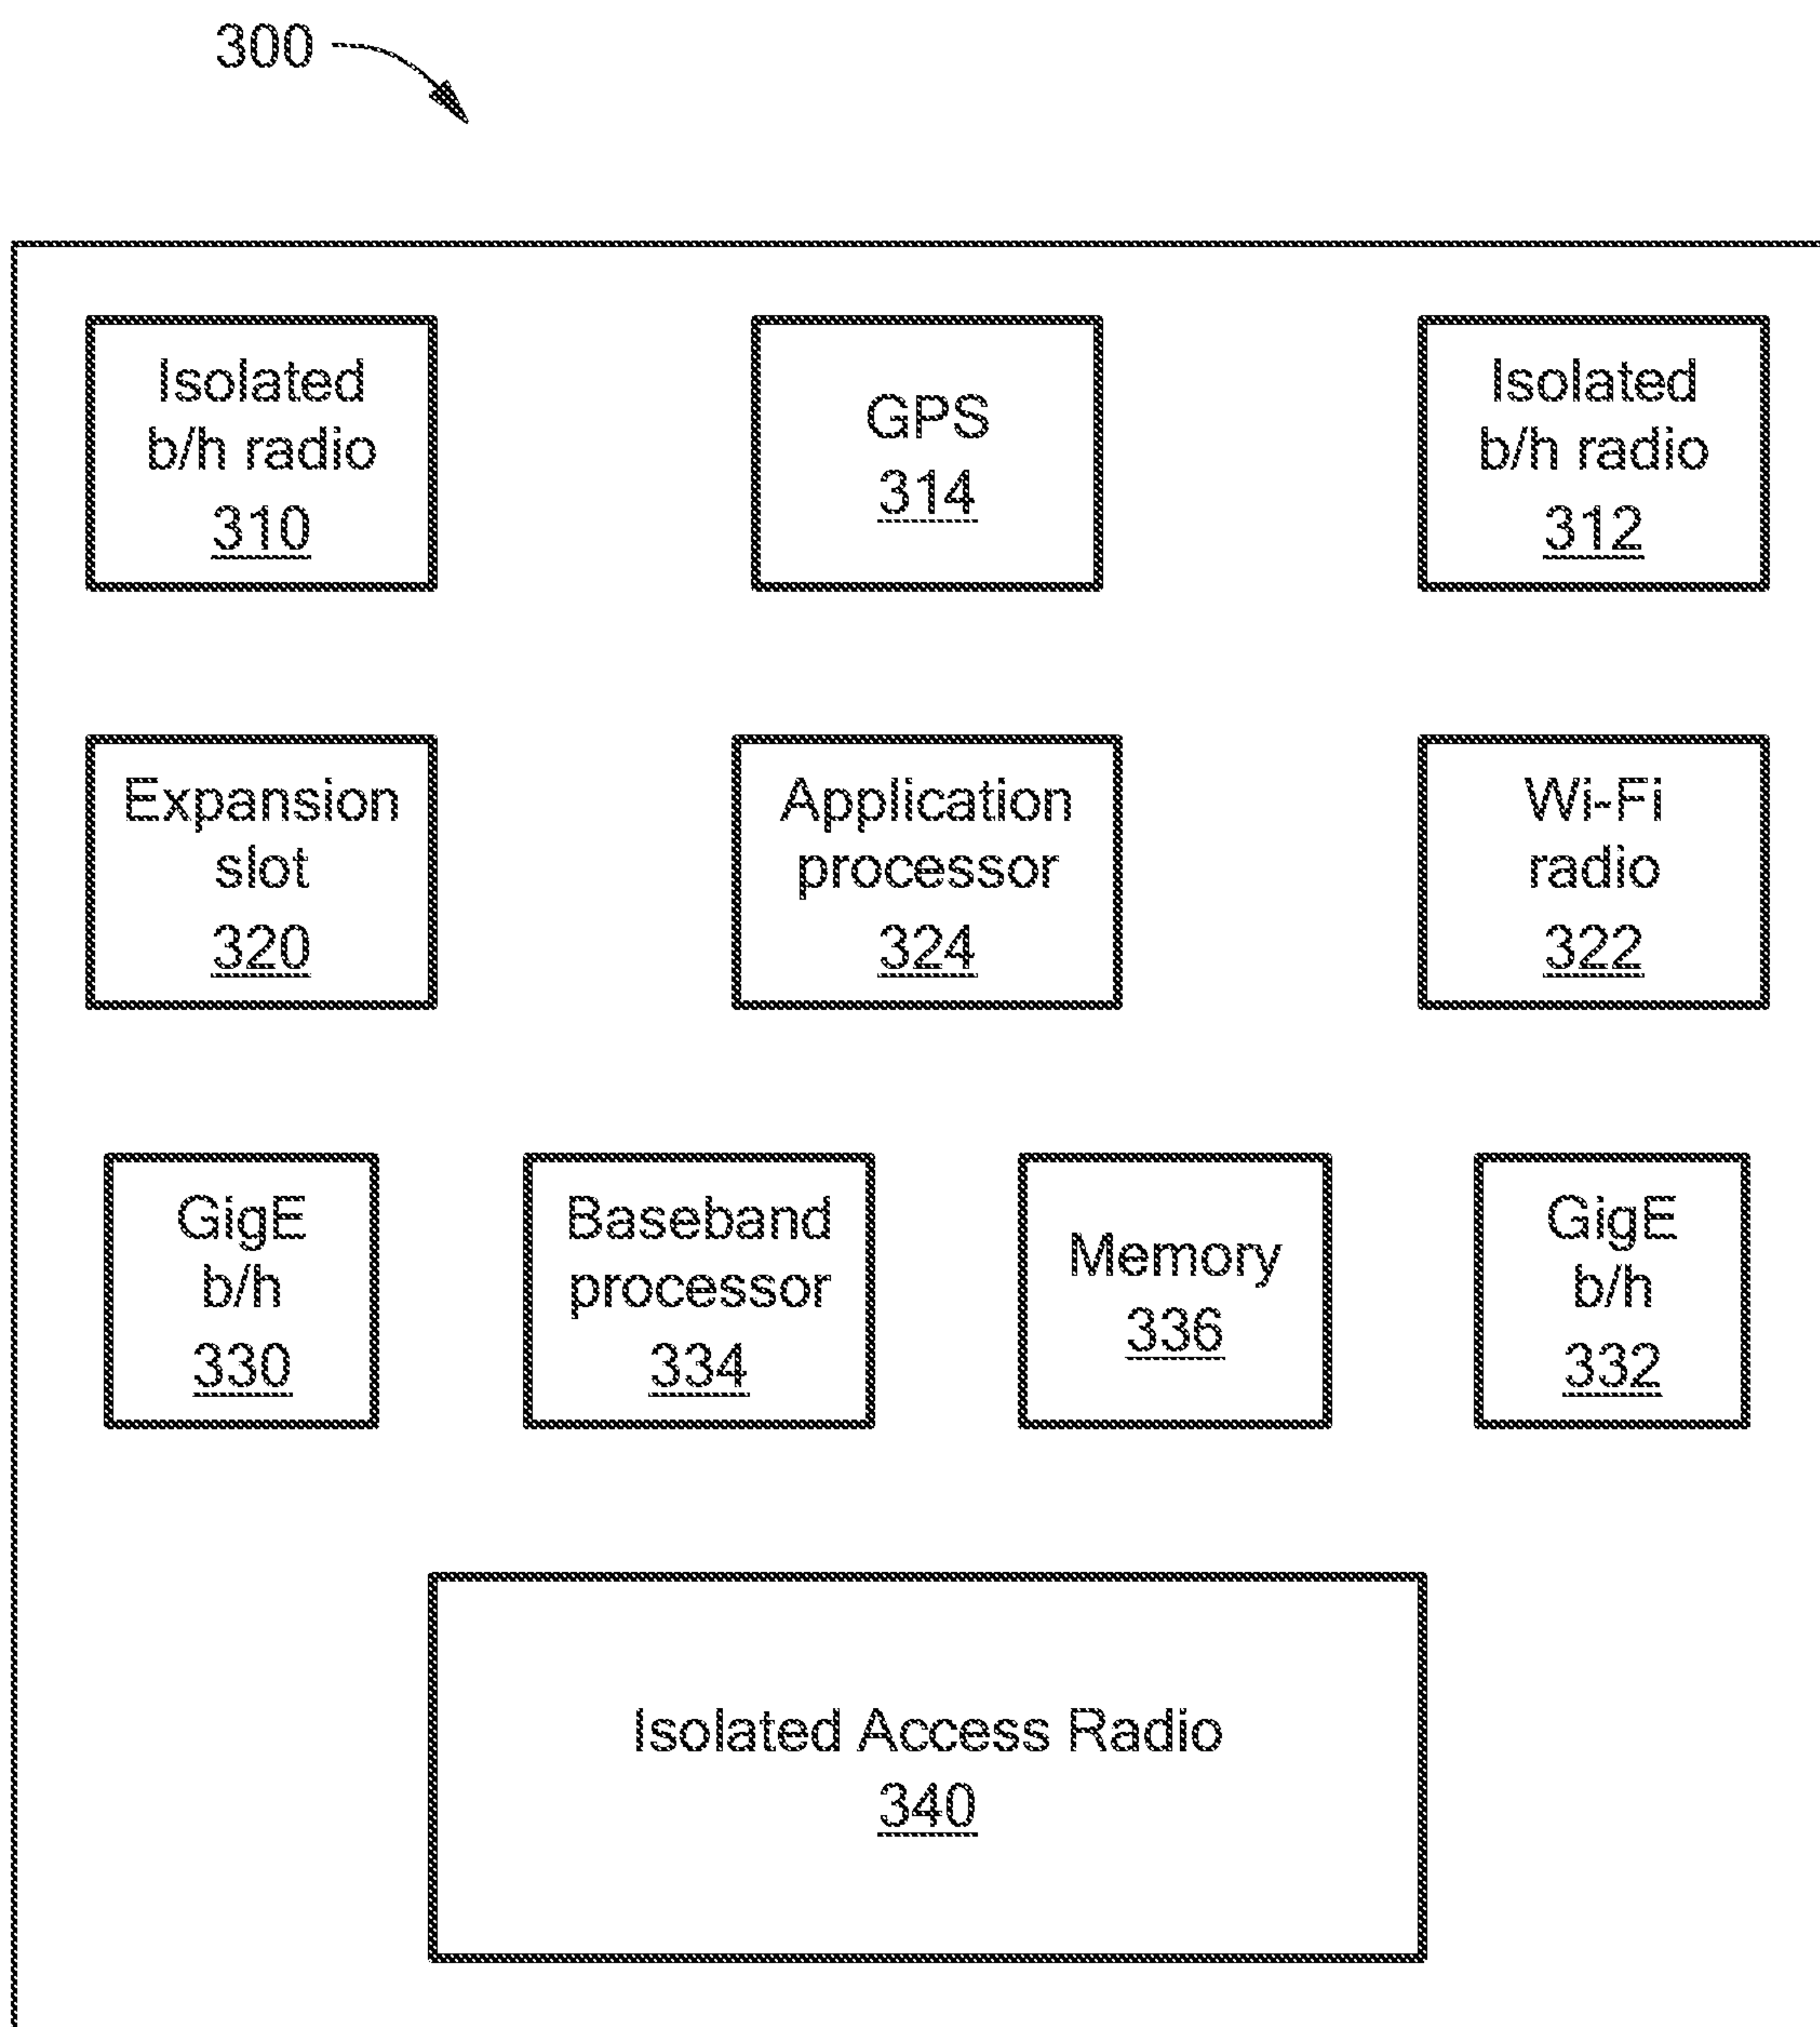 300
Isolated
b/h radio
310
GPS
314
Isolated
b/h radio
312
Expansion
slot
320
Application
processor
324
Wi-Fi
radio
322
GigE
b/h
330
Baseband
processor
334
Memory
336
GigE
b/h
332
Isolated Access Radio
340